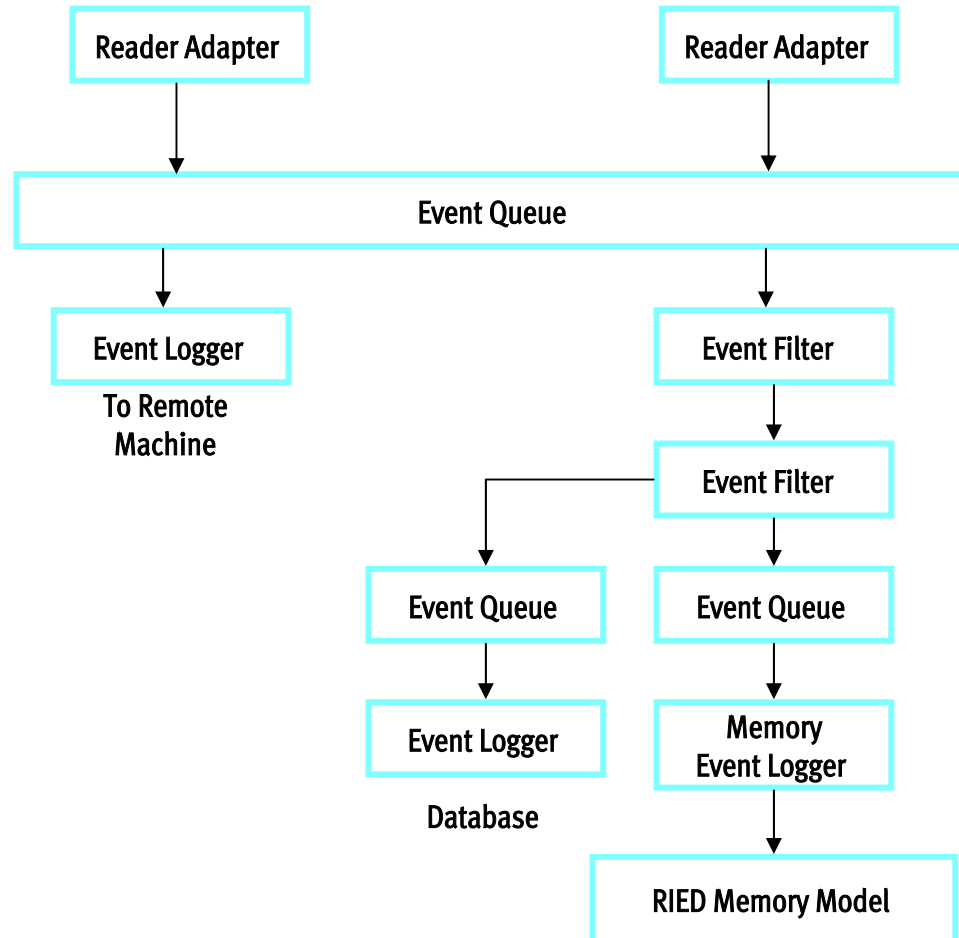 Reader Adapter
Reader Adapter
Event Queue
Event Logger
Event Filter
To Remote
Machine
Event Filter
Event Queue
Event Queue
Event Logger
Memory
Event Logger
Database
RIED Memory Model